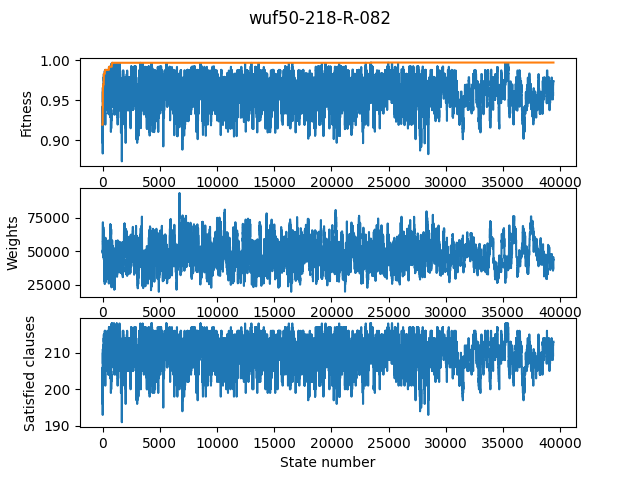 wuf50-218-R-082
1.00
0.95
0.90
Fitness
0 5000 10000 15000 20000 25000 30000 35000 40000
75000
50000
25000
Weights
0 5000 10000 15000 20000 25000 30000 35000 40000
210
200
190
Satisfied clauses
0 5000 10000 15000 20000 25000 30000 35000 40000
State number